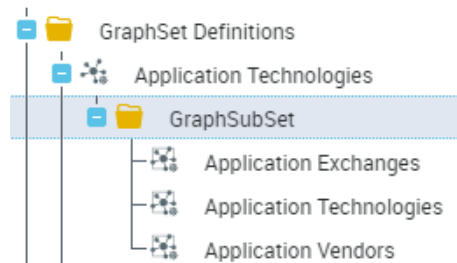 GraphSet Definitions
Application Technologies
GraphSubSet
Application Exchanges
Application Technologies
Application Vendors